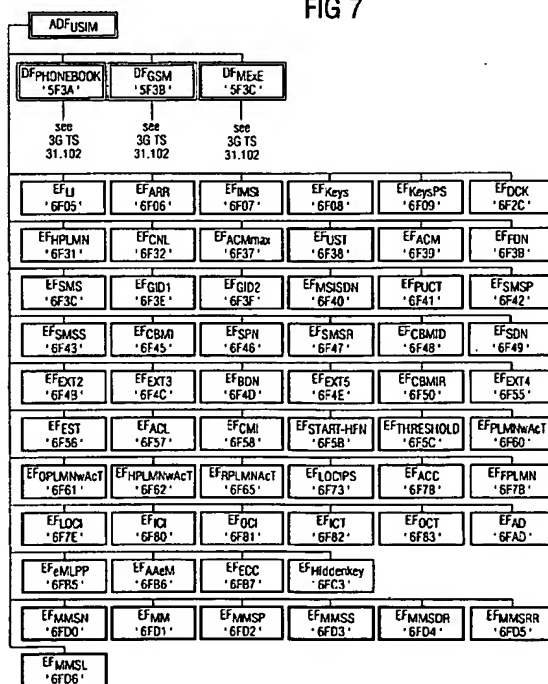 FIG 7
ADFUSIM
DFPHONEBOOK DFGSM DFMExE
'5F3A' '5F3B' '5F3C'
see see see
3G TS 3G TS 3G TS
31.102 31.102 31.102
EFLI EFARR EFIMSI EFKeys EFKeysPS EFDCK
'6F05' '6F06' '6F07' '6F08' '6F09' '6F2C'
EFHPLMN EFCNL EFACMmax EFUST EFACM EFFDN
'6F31' '6F32' '6F37' '6F38' '6F39' '6F3B'
EFSMS EFGID1 EFGID2 EFMSISDN EFPUCT EFSMSP
'6F3C' '6F3E' '6F3F' '6F40' '6F41' '6F42'
EFSMSS EFCBMI EFSPN EFSMSR EFCBMID EFSDN
'6F43' '6F45' '6F46' '6F47' '6F48' '6F49'
EFEXT2 EFEXT3 EFBDN EFEXT5 EFCBMIR EFEXT4
'6F4B' '6F4C' '6F4D' '6F4E' '6F50' '6F55'
EFEST EFACL EFCMI EFSTART-HFN EFTHRESHOLD EFPLMNwAcT
'6F56' '6F57' '6F58' '6F5B' '6F5C' '6F60'
EFOPLMNwAcT EFHPLMNwAcT EFRPLMNAcT EFLOCIPS EFACC EFFPLMN
'6F61' '6F62' '6F65' '6F73' '6F78' '6F7B'
EFLOCI EFICI EFOCI EFICT EFOCT EFAD
'6F7E' '6F80' '6F81' '6F82' '6F83' '6FAD'
EFeMLPP EFAAeM EFECC EFHiddenkey
'6FB5' '6FB6' '6FB7' '6FC3'
EFMMSN EFMM EFMMSP EFMMSS EFMMSDR EFMMSRR
'6FD0' '6FD1' '6FD2' '6FD3' '6FD4' '6FD5'
EFMMSL
'6FD6'